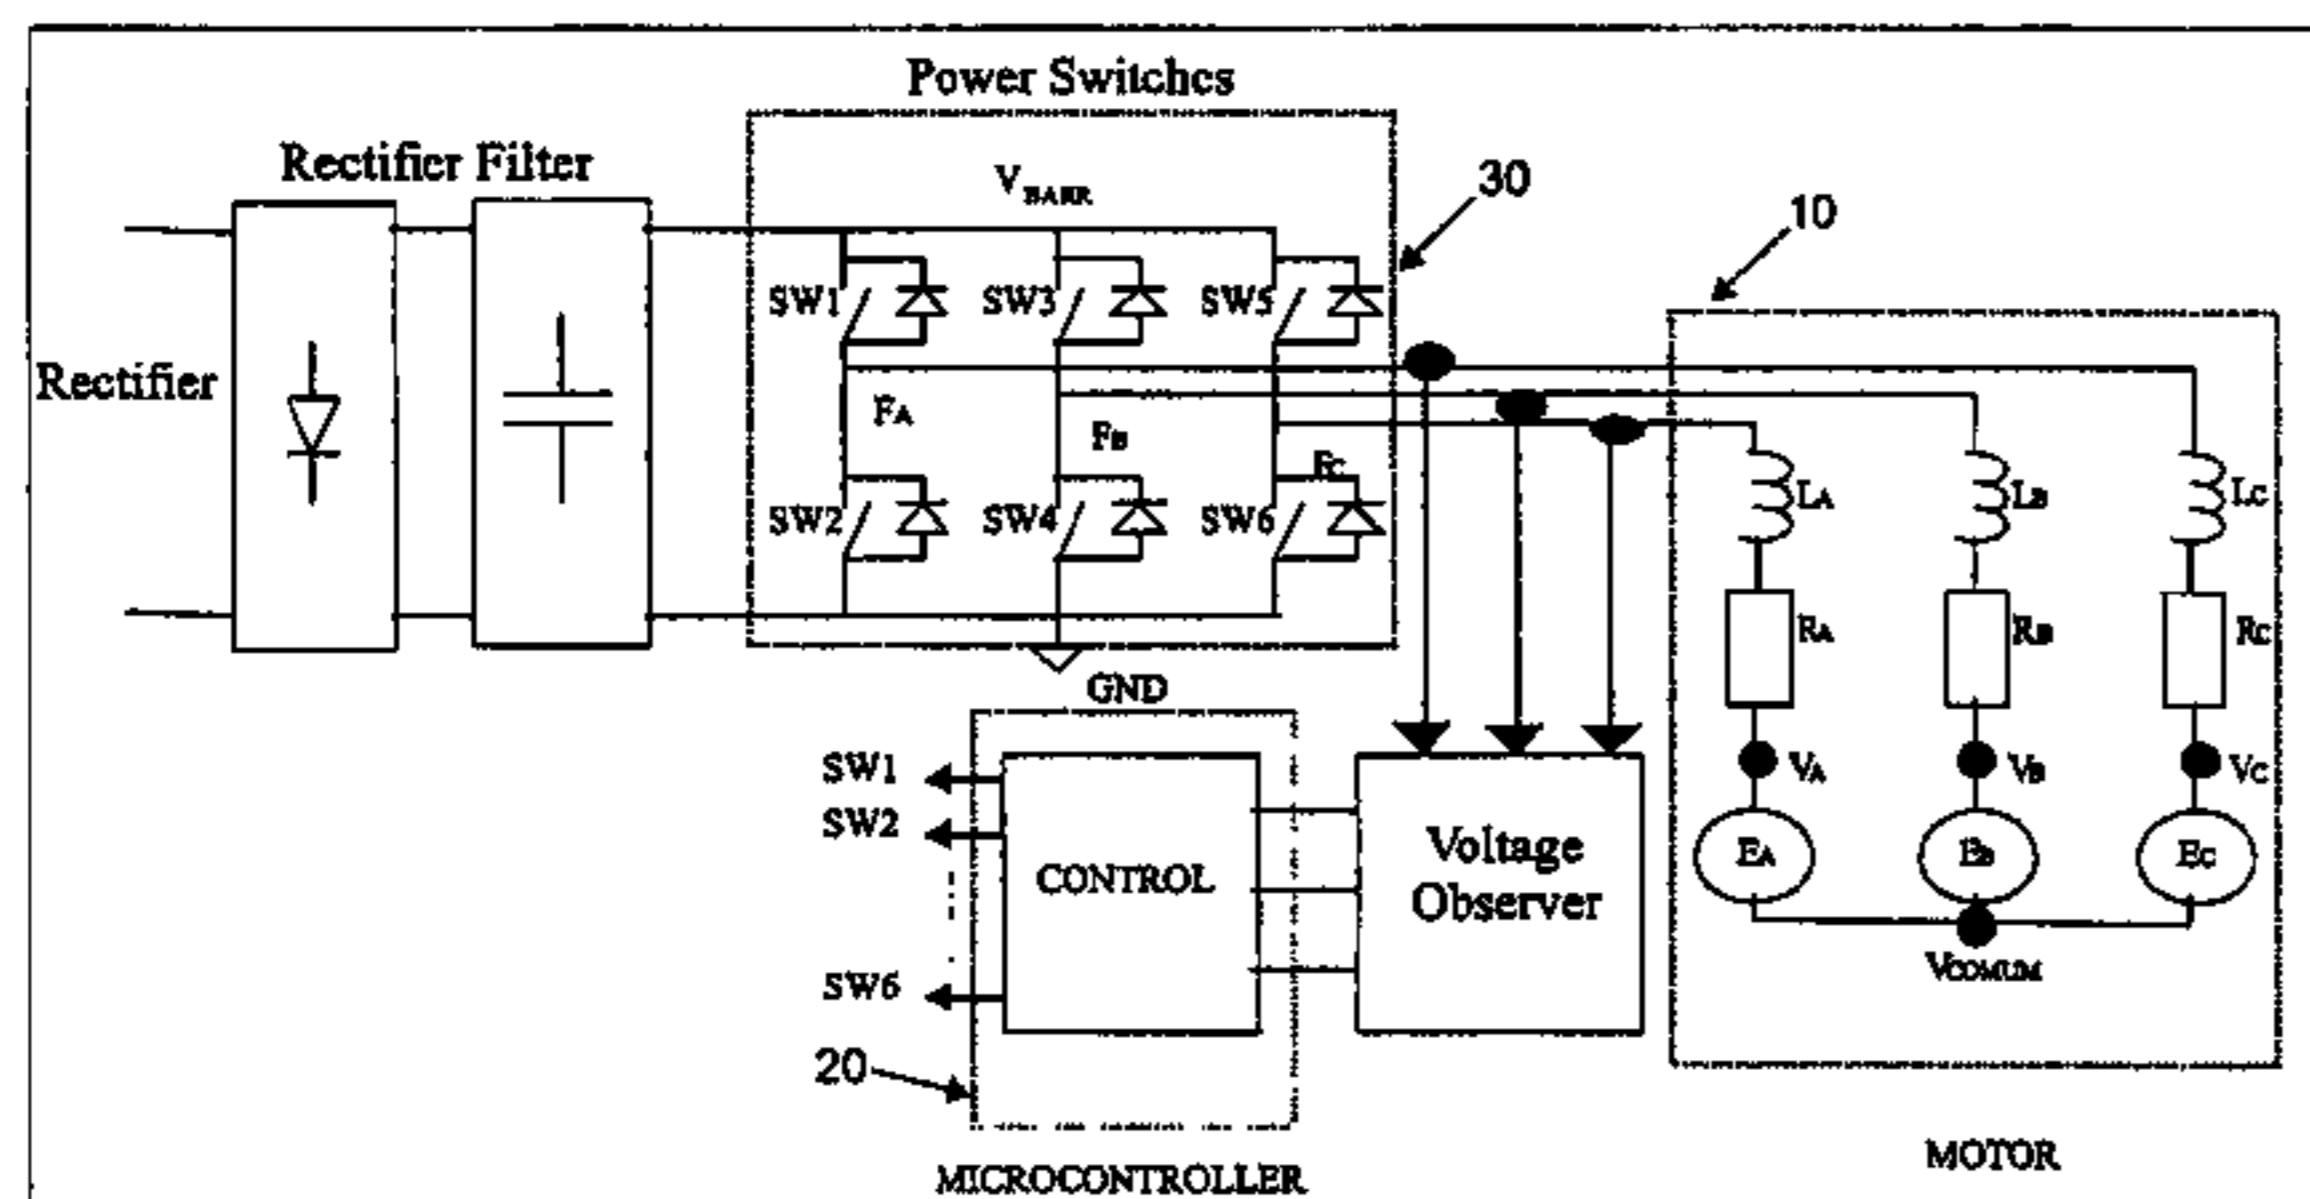 Power Switches
Rectifier Filter
VBARR
30
10
SW1
SW3
SW5
Rectifier
FA
FB
FC
LA
LB
LC
SW2
SW4
SW6
RA
RB
RC
GND
SW1
VA
VB
VC
SW2
Voltage
Observer
CONTROL
EA
EB
EC
VCOMUM
SW6
20
MOTOR
MICROCONTROLLER